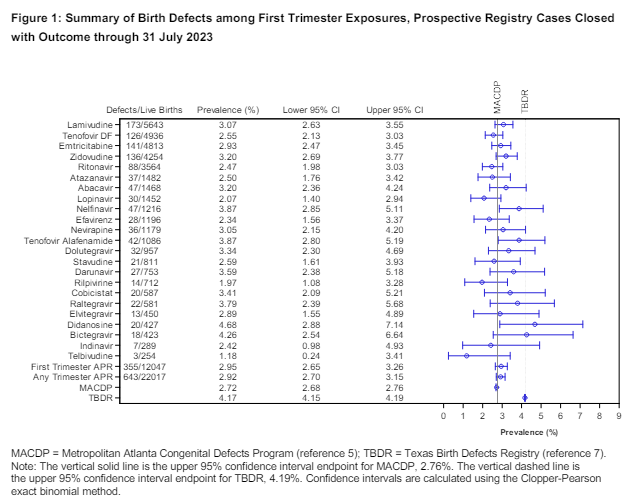 Figure 1: Summary of Birth Defects among First Trimester Exposures, Prospective Registry Cases Closed
with Outcome through 31 July 2023
MACDP
TBDR
Defects/Live Births Prevalence (%) Lower 95% CI Upper 95% CI
Lamivudine 173/5643 3.07 2.63 3.55
Tenofovir DF 126/4936 2.55 2.13 3.03
Emtricitabine 141/4813 2.93 2.47 3.45
Zidovudine 136/4254 3.20 2.69 3.77
Ritonavir 88/3564 2.47 1.98 3.03
Atazanavir 37/1482 2.50 1.76 3.42
Abacavir 47/1468 3.20 2.36 4.24
Lopinavir 30/1452 2.07 1.40 2.94
Nelfinavir 47/1216 3.87 2.85 5.11
Efavirenz 28/1196 2.34 1.56 3.37
Nevirapine 36/1179 3.05 2.15 4.20
Tenofovir Alafenamide 42/1086 3.87 2.80 5.19
Dolutegravir 32/957 3.34 2.30 4.69
Stavudine 21/811 2.59 1.61 3.93
Darunavir 27/753 3.59 2.38 5.18
Rilpivirine 14/712 1.97 1.08 3.28
Cobicistat 20/587 3.41 2.09 5.21
Raltegravir 22/581 3.79 2.39 5.68
Elvitegravir 13/450 2.89 1.55 4.89
Didanosine 20/427 4.68 2.88 7.14
Bictegravir 18/423 4.26 2.54 6.64
Indinavir 7/289 2.42 0.98 4.93
Telbivudine 3/254 1.18 0.24 3.41
First Trimester APR 355/12047 2.95 2.65 3.26
Any Trimester APR 643/22017 2.92 2.70 3.15
MACDP 2.72 2.68 2.76
TBDR 4.17 4.15 4.19
0 1 2 3 4 5 6 7 8 9
Prevalence (%)
MACDP = Metropolitan Atlanta Congenital Defects Program (reference 5); TBDR = Texas Birth Defects Registry (reference 7).
Note: The vertical solid line is the upper 95% confidence interval endpoint for MACDP, 2.76%. The vertical dashed line is
the upper 95% confidence interval endpoint for TBDR, 4.19%. Confidence intervals are calculated using the Clopper-Pearson
exact binomial method.